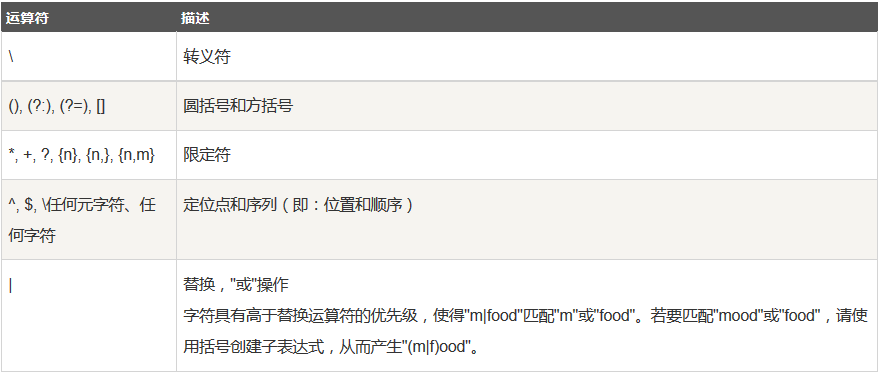 运算符 描述
\ 转义符
(), (?:), (?=), [] 圆括号和方括号
*, +, ?, {n}, {n,}, {n,m} 限定符
^, $, \任何元字符、任 定位点和序列（即：位置和顺序）
何字符
| 替换，"或"操作
字符具有高于替换运算符的优先级，使得"m|food"匹配"m"或"food"。若要匹配"mood"或"food"，请使
用括号创建子表达式，从而产生"(m|f)ood"。